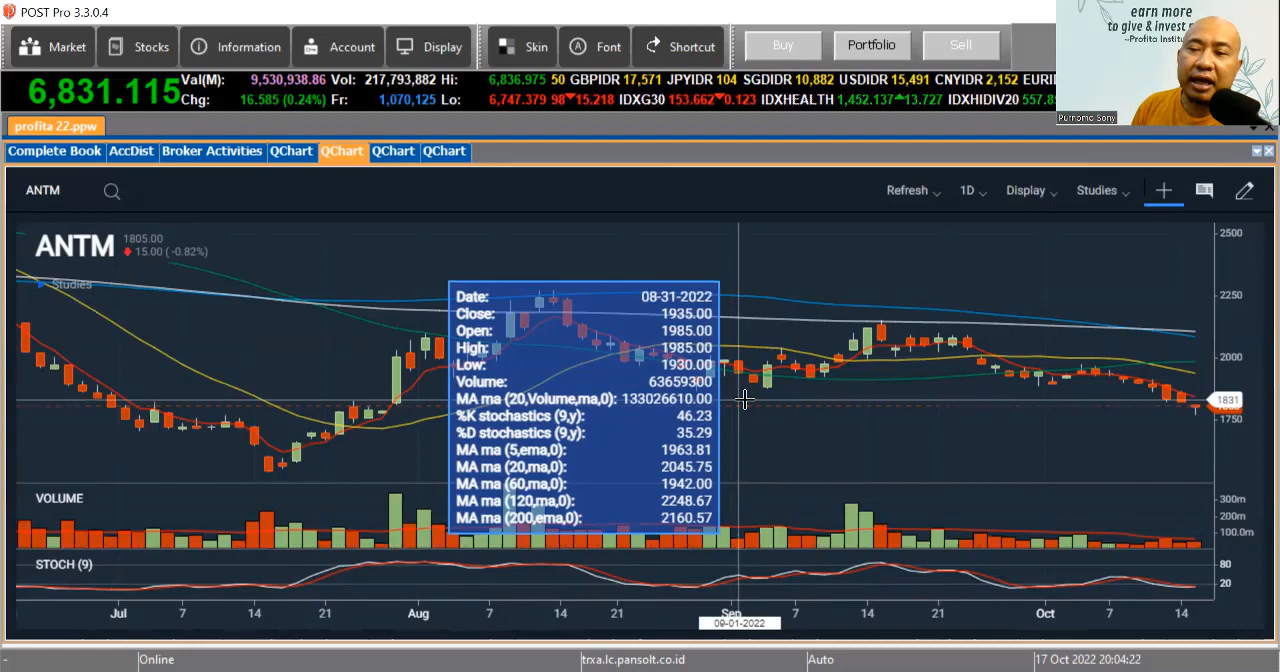 POST Pro 3.3.0.4
earn more
to give & invest m
~Profita Instit
Purnomo Sony
Market Stocks Information Account Display Skin Font Shortcut Buy Portfolio Sell
6,831.115 Val(M): 9,530,938.86 Vol: 217,793,882 Hi: 6,836.975 50 GBPIDR 17,571 JPYIDR 104 SGDIDR 10,882 USDIDR 15,491 CNYIDR 2,152 EURI
Chg: 16.585 (0.24%) Fr: 1,070,125 Lo: 6,747.379 98 15.218 IDXG30 153.662 0.123 IDXHEALTH 1,452.137 13.727 IDXHIDIV20 557.8
profita 22.ppw
Complete Book AccDist Broker Activities QChart QChart QChart QChart
ANTM Refresh 1D Display Studies
ANTM 1805.00
15.00 (-0.82%)
Studies
Date: 08-31-2022
Close: 1935.00
Open: 1985.00
High: 1985.00
Low: 1930.00
Volume: 63659300
MA ma (20,Volume,ma,0): 133026610.00
%K stochastics (9,y): 46.23
%D stochastics (9,y): 35.29
MA ma (5,ema,0): 1963.81
MA ma (20,ma,0): 2045.75
MA ma (60,ma,0): 1942.00
MA ma (120,ma,0): 2248.67
MA ma (200,ema,0): 2160.57
2500
2250
2000
1831
1750
VOLUME
300m
200m
100.0m
STOCH (9)
80
20
Jul 7 14 21 Aug 7 14 21 Sep 7 14 21 Oct 7 14
09-01-2022
- Online trxa.lc.pansolt.co.id Auto 17 Oct 2022 20:04:22